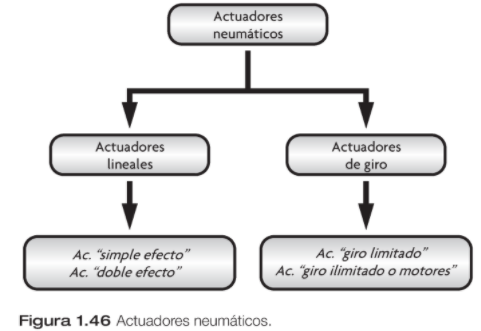 Actuadores
neumáticos
Actuadores
lineales
Actuadores
de giro
Ac. “simple efecto”
Ac. “doble efecto”
Ac. “giro limitado”
Ac. “giro ilimitado o motores”
Figura 1.46 Actuadores neumáticos.